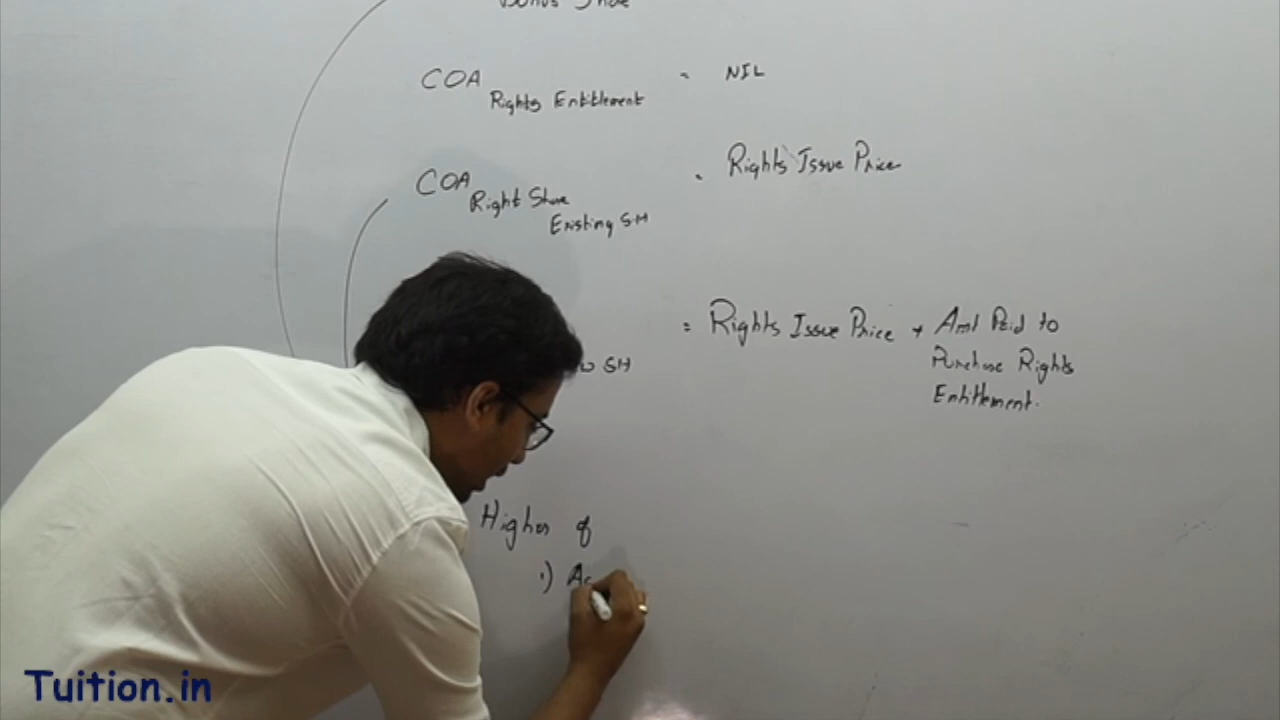 COA = NIL
Rights Entitlement
COA = Rights Issue Price
Right Share
Existing SH
= Rights Issue Price + Amt Paid to
SH Purchase Rights
Entitlement.
Higher of
1)
Tuition.in